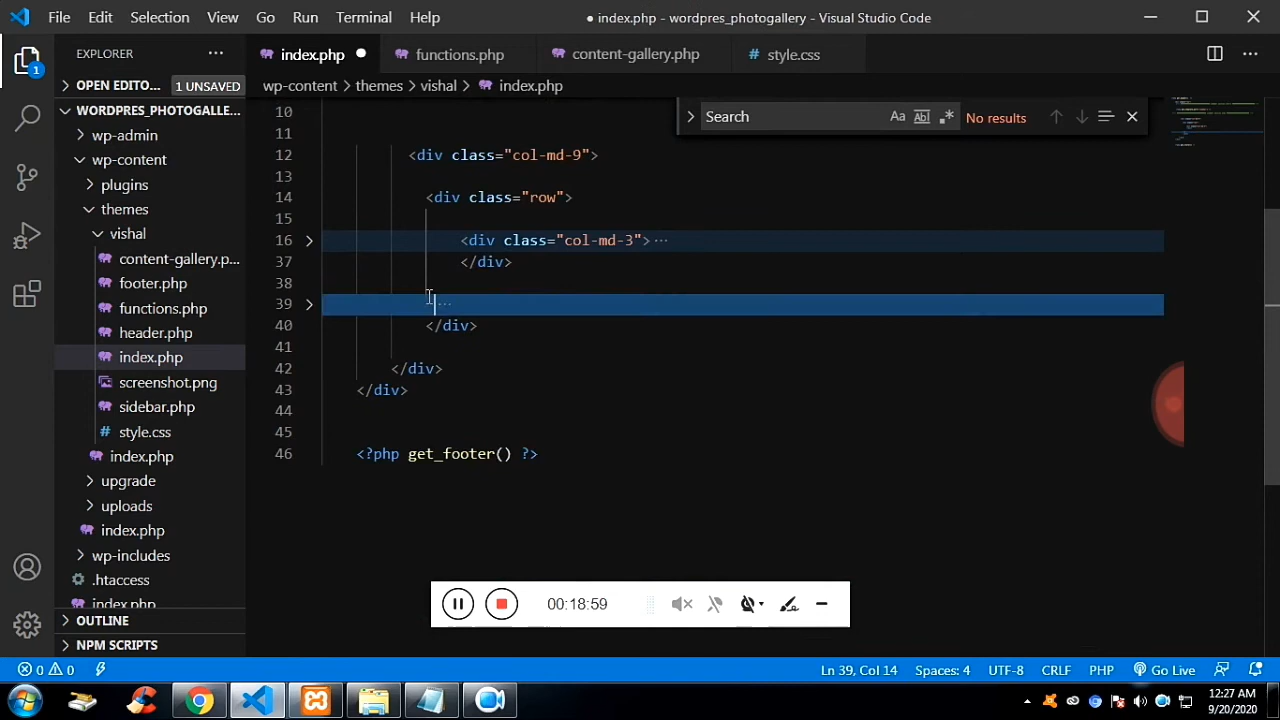 File Edit Selection View Go Run Terminal Help
● index.php - wordpres_photogallery - Visual Studio Code
EXPLORER
index.php
functions.php
content-gallery.php
style.css
OPEN EDITO... 1 UNSAVED
wp-content > themes > vishal > index.php
WORDPRES_PHOTOGALLE...
Search
Aa Abl .* No results
wp-admin
wp-content
plugins
themes
vishal
content-gallery.p...
footer.php
functions.php
header.php
index.php
screenshot.png
sidebar.php
style.css
index.php
upgrade
uploads
index.php
wp-includes
.htaccess
index.php
OUTLINE
NPM SCRIPTS
10
11
12 <div class="col-md-9">
13
14 <div class="row">
15
16 <div class="col-md-3">···
37 </div>
38
39 ···
40 </div>
41
42 </div>
43 </div>
44
45
46 <?php get_footer() ?>
00:18:59
1
0 0 Ln 39, Col 14 Spaces: 4 UTF-8 CRLF PHP Go Live
12:27 AM
9/20/2020